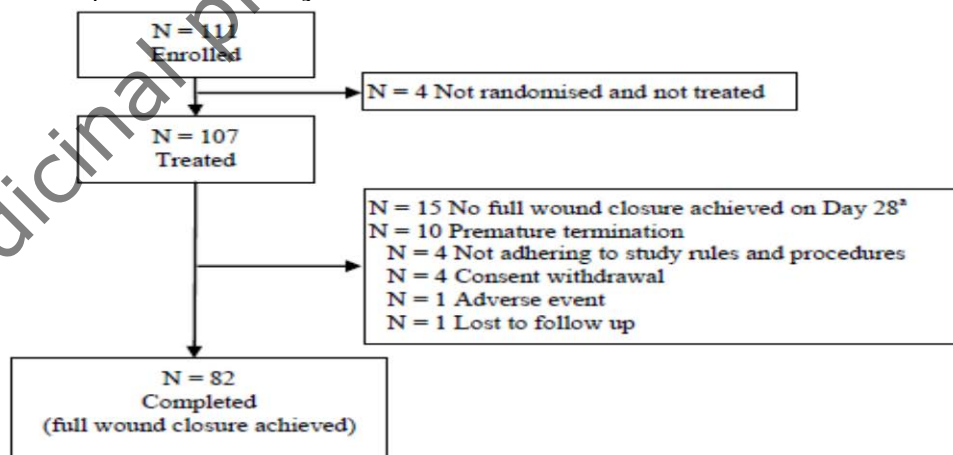 N = 111
Enrolled
N = 4 Not randomised and not treated
N = 107
Treated
N = 15 No full wound closure achieved on Day 28ª
N = 10 Premature termination
N = 4 Not adhering to study rules and procedures
N = 4 Consent withdrawal
N = 1 Adverse event
N = 1 Lost to follow up
N = 82
Completed
(full wound closure achieved)